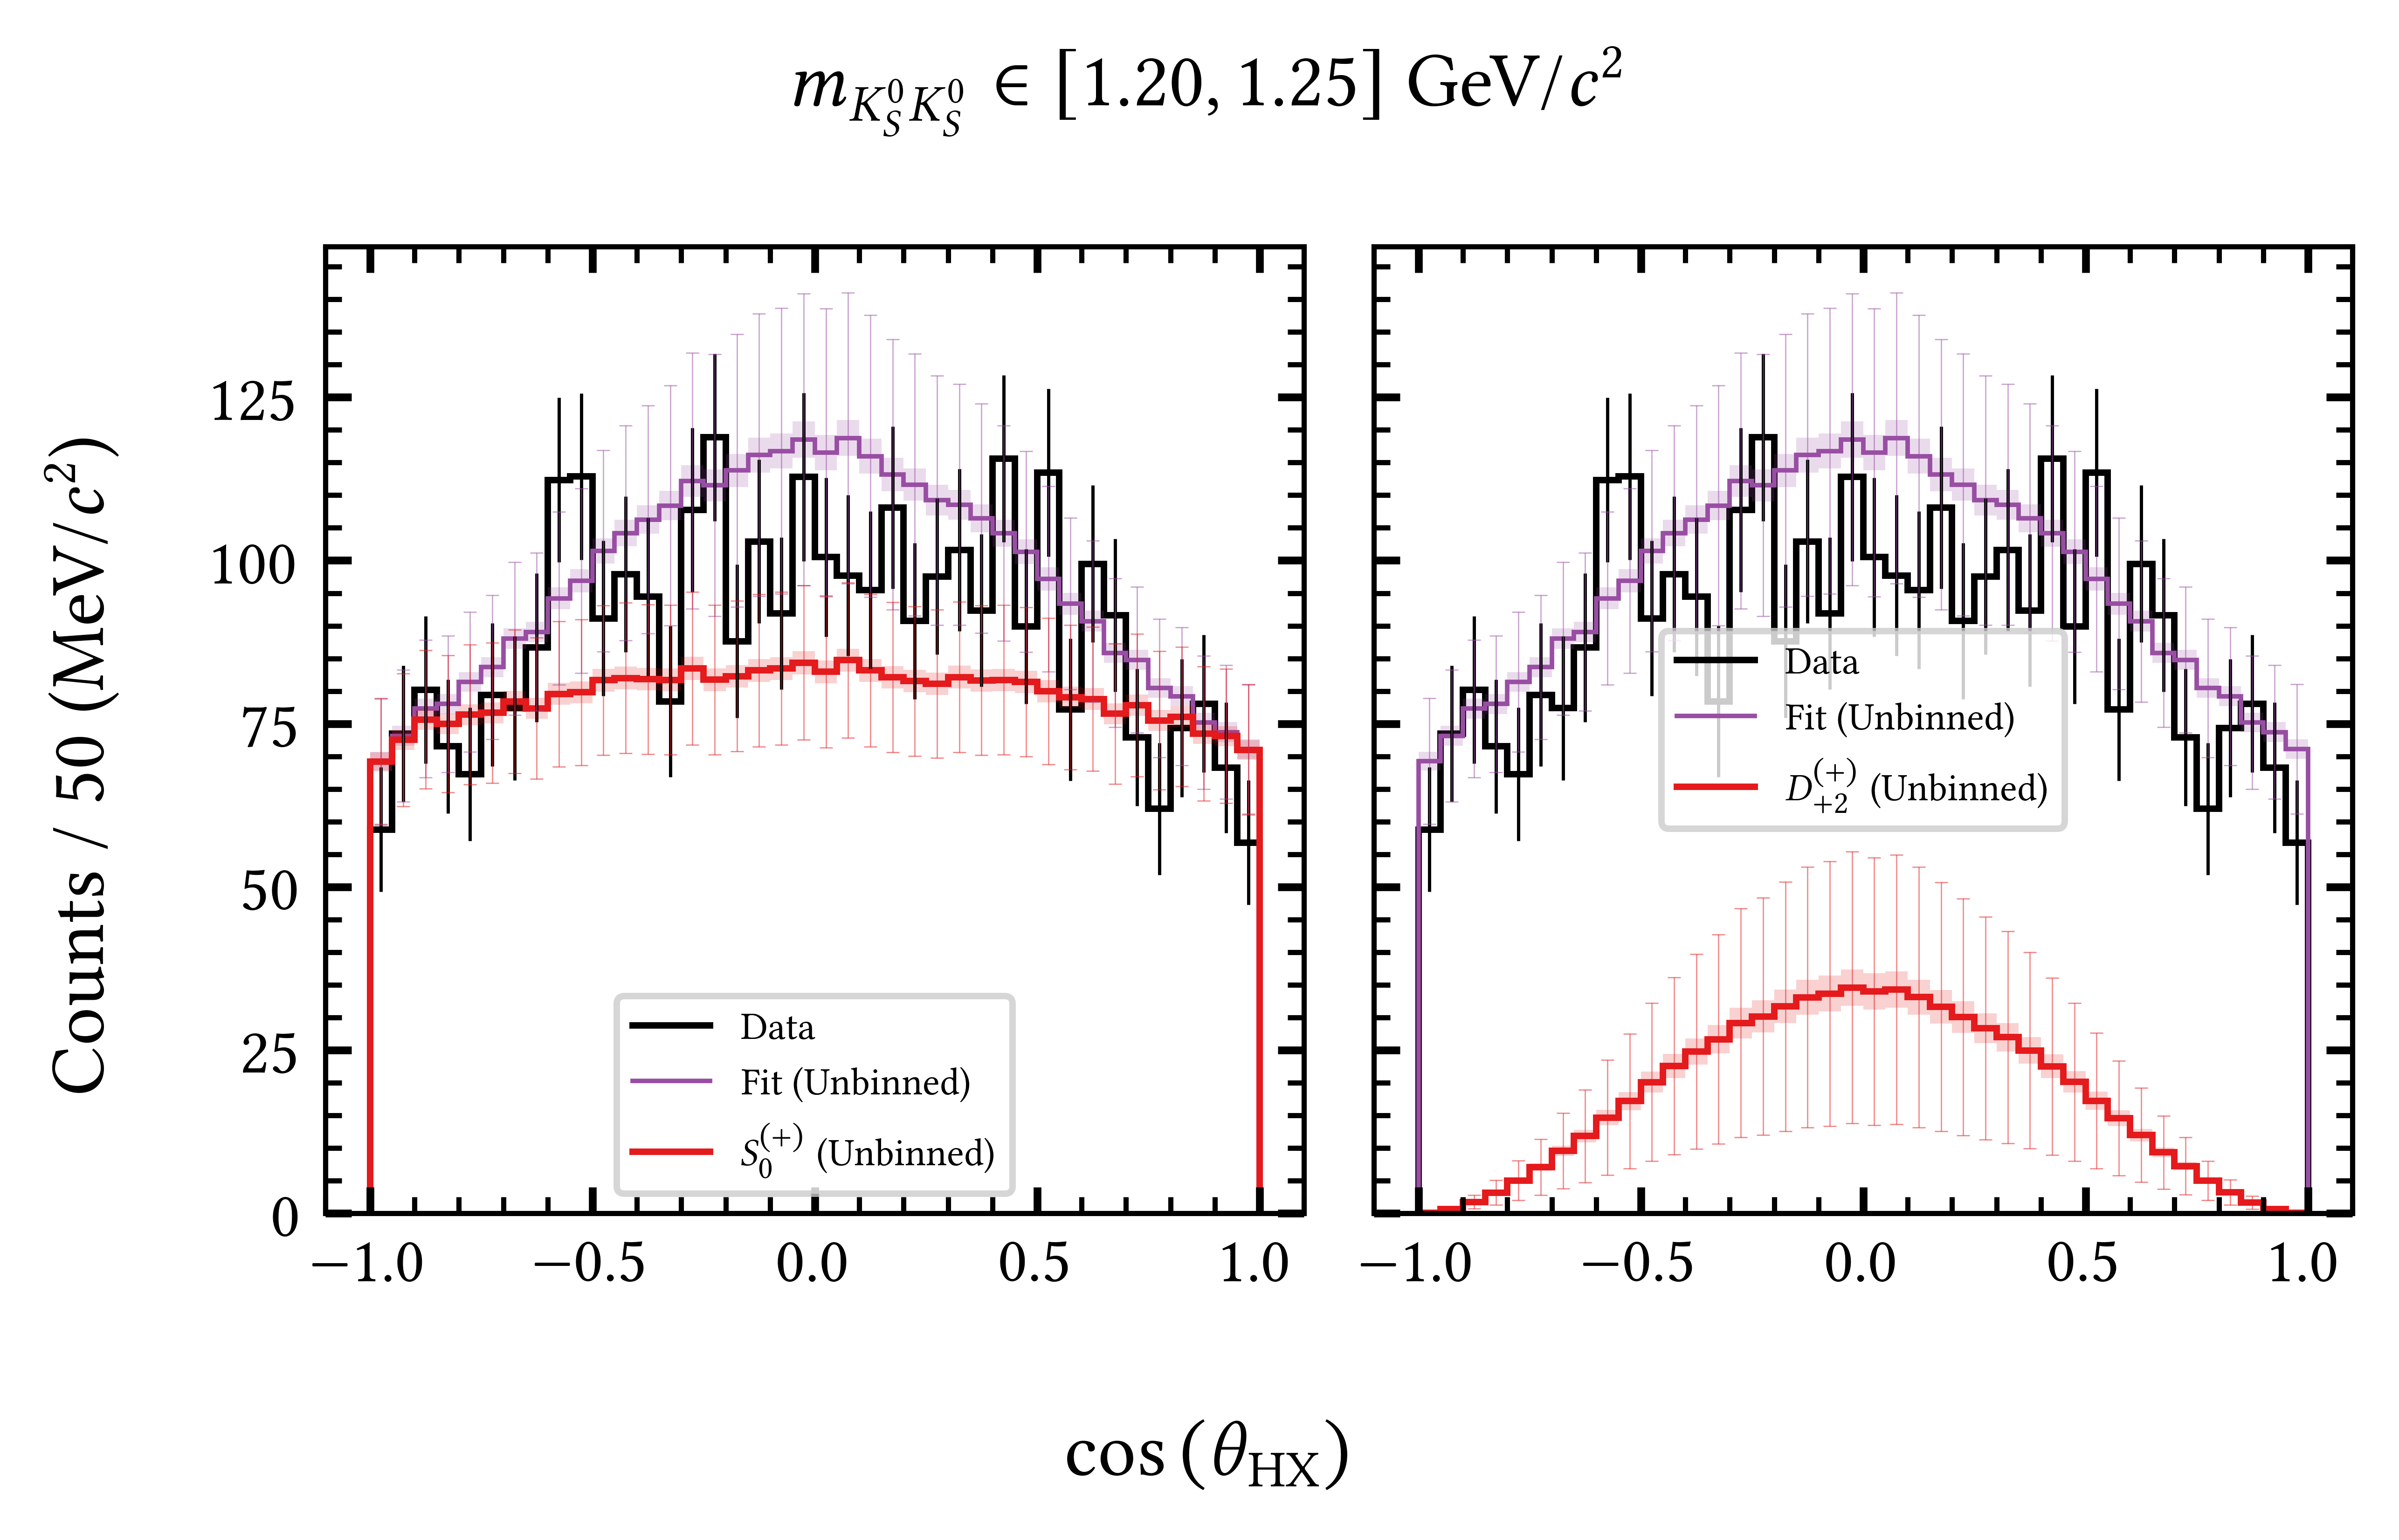 m_{K_S^0 K_S^0} ∈ [1.20, 1.25] GeV/c²
Counts / 50 (MeV/c²)
125
100
75
50
25
0
Data
Fit (Unbinned)
S_0^{(+)} (Unbinned)
−1.0 −0.5 0.0 0.5 1.0
Data
Fit (Unbinned)
D_{+2}^{(+)} (Unbinned)
−1.0 −0.5 0.0 0.5 1.0
cos (θ_{HX})